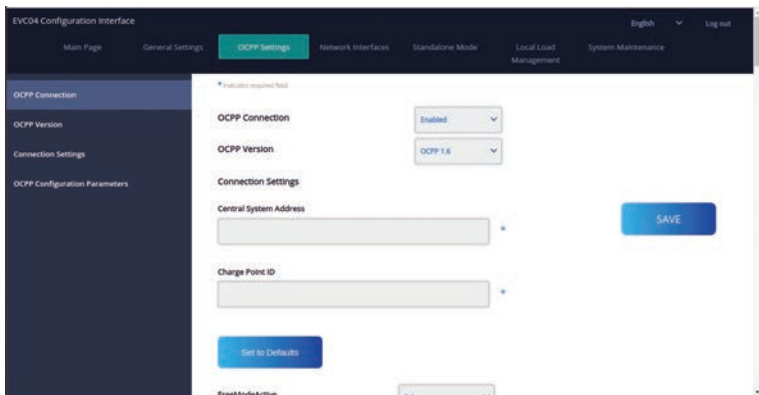 EVC04 Configuration Interface
English
Log out
Main Page
General Settings
OCPP Settings
Network Interfaces
Standalone Mode
Local Load
Management
System Maintenance
OCPP Connection
OCPP Version
Connection Settings
OCPP Configuration Parameters
* Indicates required field.
OCPP Connection
Enabled
OCPP Version
OCPP 1.6
Connection Settings
Central System Address
*
SAVE
Charge Point ID
*
Set to Defaults
FreeModeActive